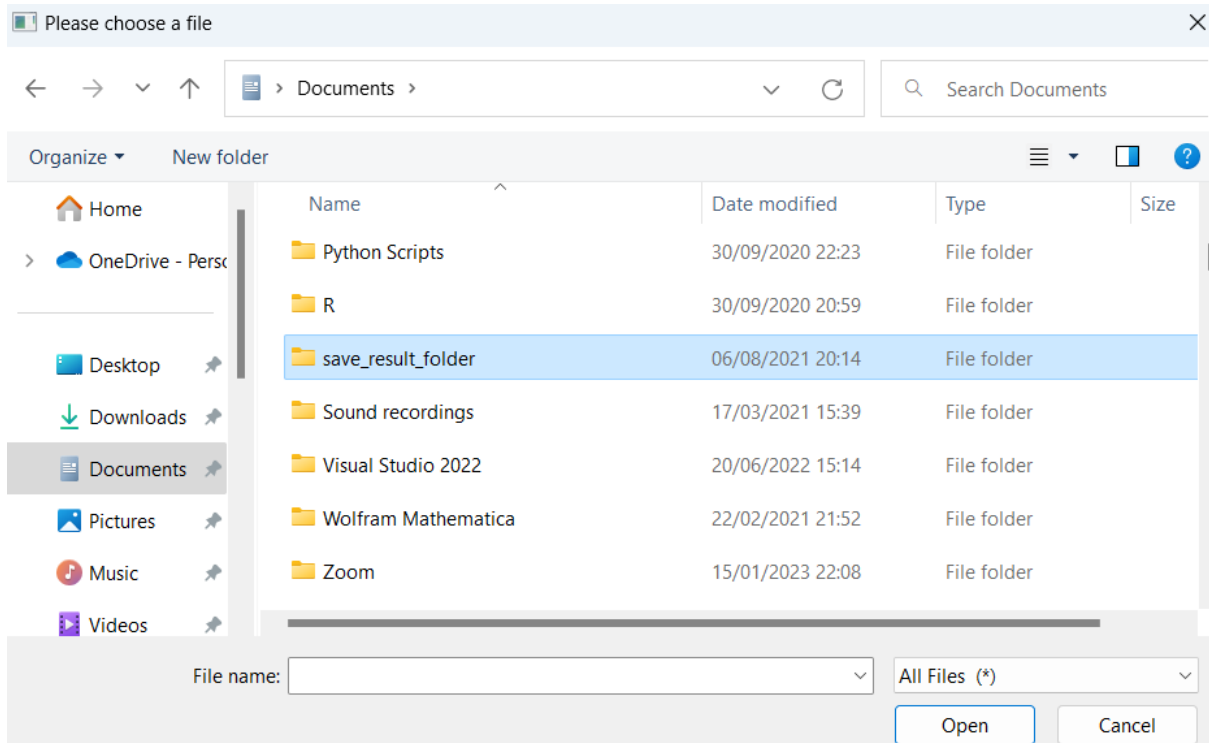 Please choose a file
Documents
Search Documents
Organize New folder
Home
OneDrive - Perso
Desktop
Downloads
Documents
Pictures
Music
Videos
Name Date modified Type Size
Python Scripts 30/09/2020 22:23 File folder
R 30/09/2020 20:59 File folder
save_result_folder 06/08/2021 20:14 File folder
Sound recordings 17/03/2021 15:39 File folder
Visual Studio 2022 20/06/2022 15:14 File folder
Wolfram Mathematica 22/02/2021 21:52 File folder
Zoom 15/01/2023 22:08 File folder
File name: All Files (*)
Open Cancel